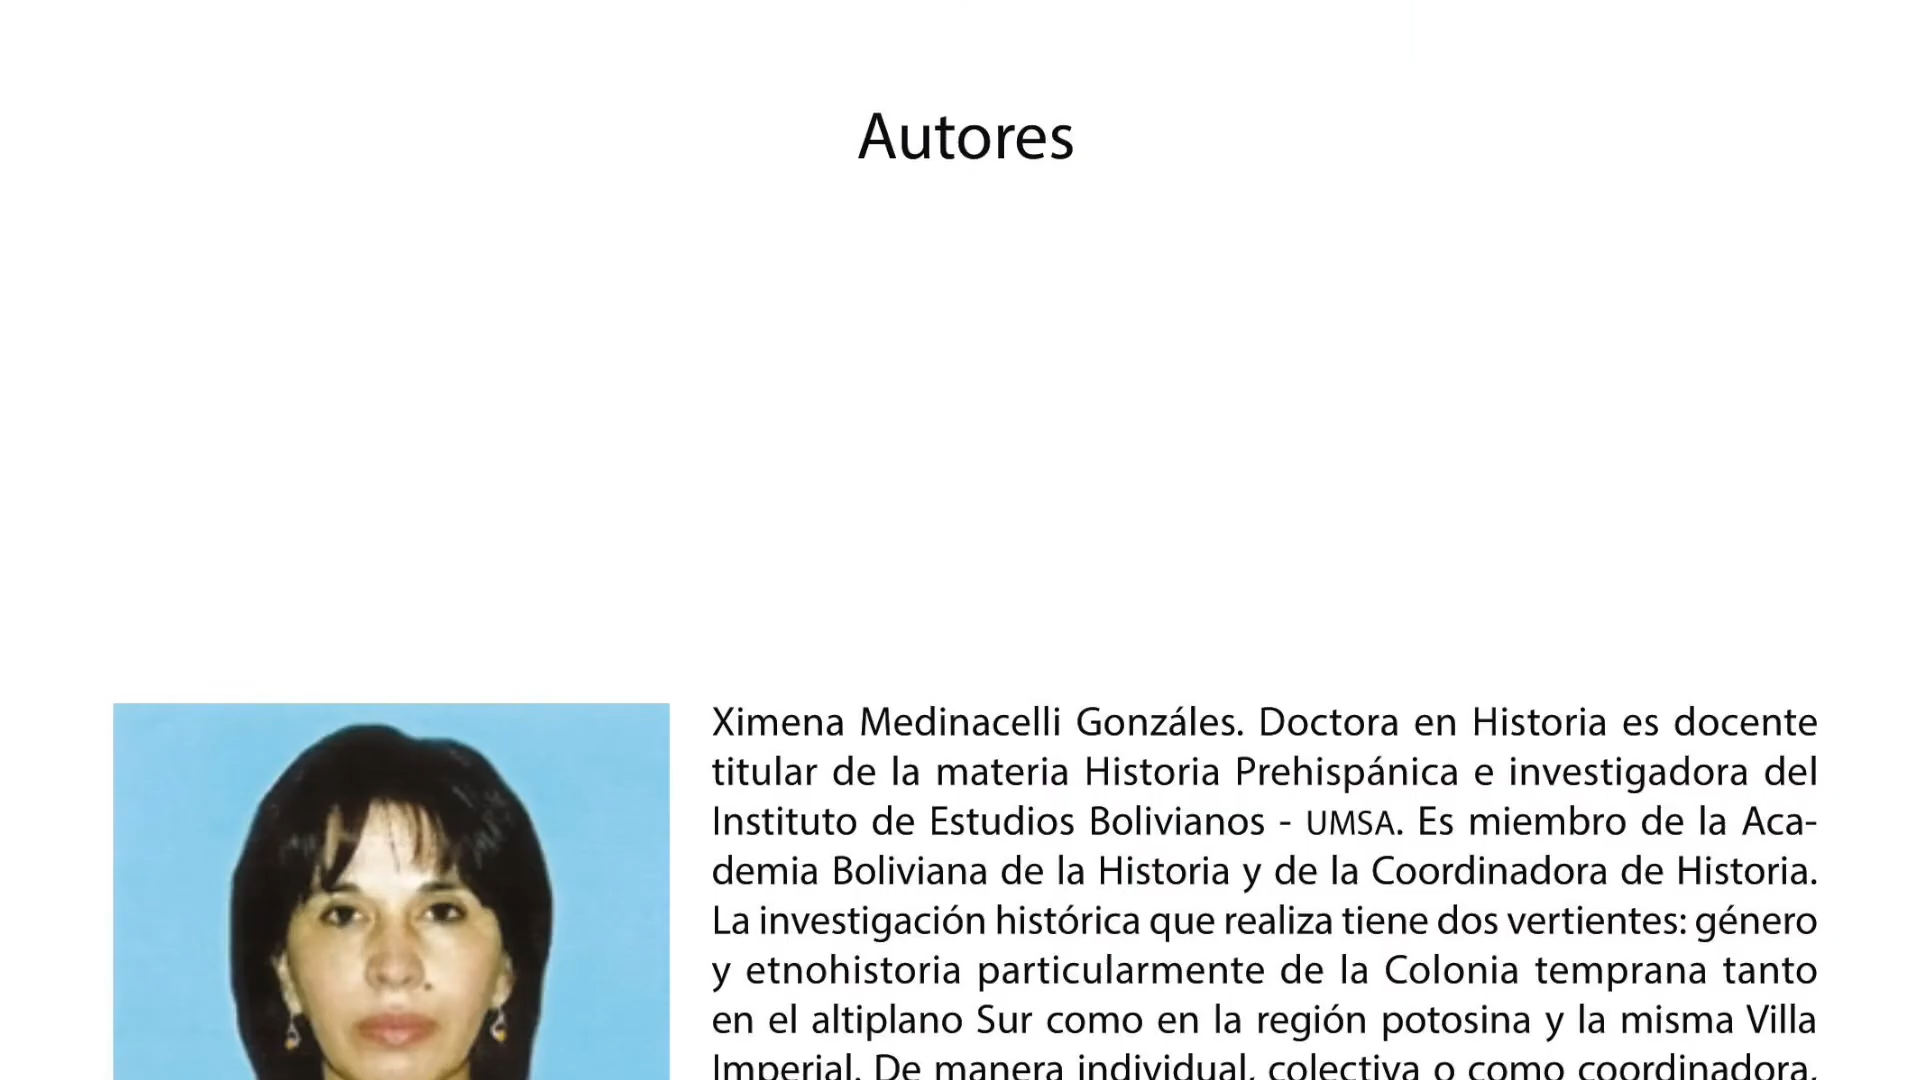 Autores
Ximena Medinacelli Gonzáles. Doctora en Historia es docente
titular de la materia Historia Prehispánica e investigadora del
Instituto de Estudios Bolivianos - UMSA. Es miembro de la Aca-
demia Boliviana de la Historia y de la Coordinadora de Historia.
La investigación histórica que realiza tiene dos vertientes: género
y etnohistoria particularmente de la Colonia temprana tanto
en el altiplano Sur como en la región potosina y la misma Villa
Imperial. De manera individual, colectiva o como coordinadora,